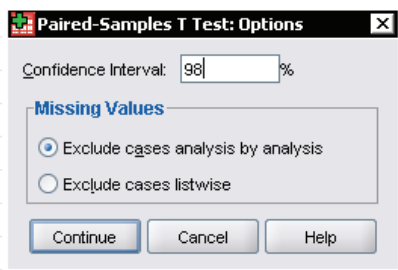 Paired-Samples T Test: Options
Confidence Interval: 98 %
Missing Values
Exclude cases analysis by analysis
Exclude cases listwise
Continue Cancel Help